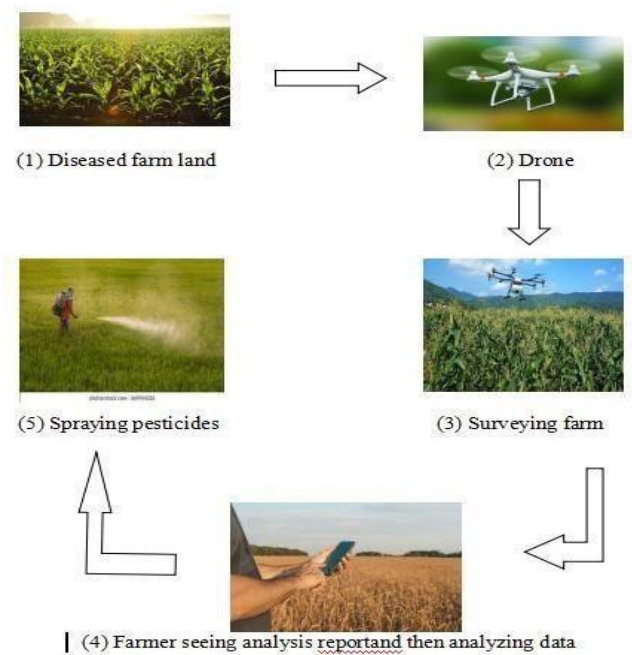 (1) Diseased farm land
(2) Drone
(3) Surveying farm
(5) Spraying pesticides
(4) Farmer seeing analysis reportand then analyzing data